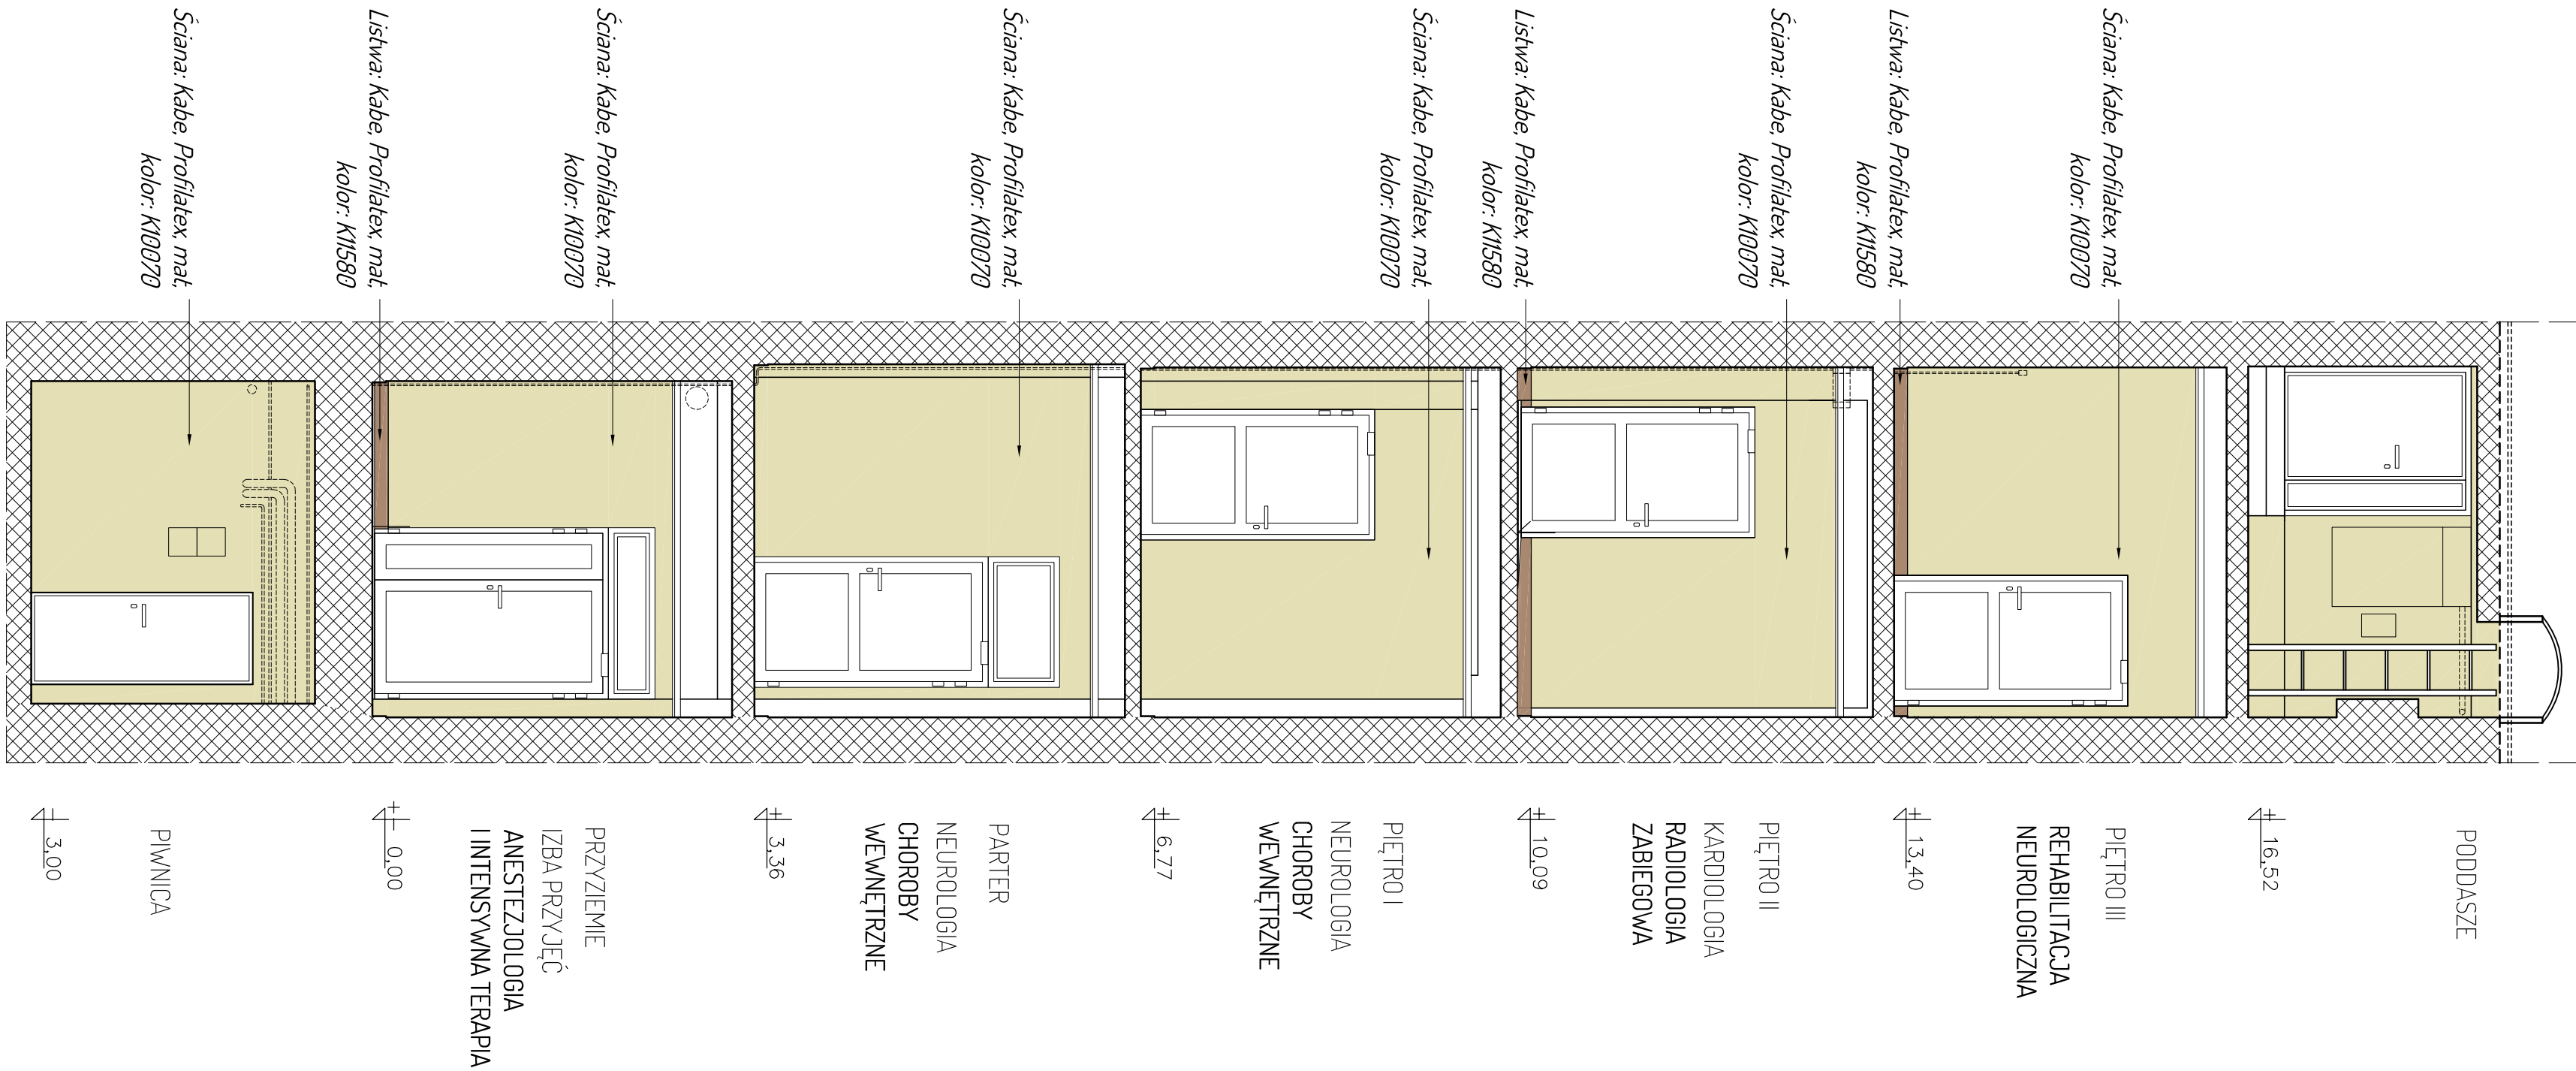 Ściana: Kabe, Profilatex, mat,
kolor: K10070
Listwa: Kabe, Profilatex, mat,
kolor: K11580
Ściana: Kabe, Profilatex, mat,
kolor: K10070
Listwa: Kabe, Profilatex, mat,
kolor: K11580
Ściana: Kabe, Profilatex, mat,
kolor: K10070
Ściana: Kabe, Profilatex, mat,
kolor: K10070
Ściana: Kabe, Profilatex, mat,
kolor: K10070
Listwa: Kabe, Profilatex, mat,
kolor: K11580
Ściana: Kabe, Profilatex, mat,
kolor: K10070
PODDASZE
+ 16,52
PIĘTRO III
REHABILITACJA
NEUROLOGICZNA
+ 13,40
PIĘTRO II
KARDIOLOGIA
RADIOLOGIA
ZABIEGOWA
+ 10,09
PIĘTRO I
NEUROLOGIA
CHOROBY
WEWNĘTRZNE
+ 6,77
PARTER
NEUROLOGIA
CHOROBY
WEWNĘTRZNE
+ 3,36
PRZYZIEMIE
IZBA PRZYJĘĆ
ANESTEZJOLOGIA
I INTENSYWNA TERAPIA
+- 0,00
PIWNICA
- 3,00